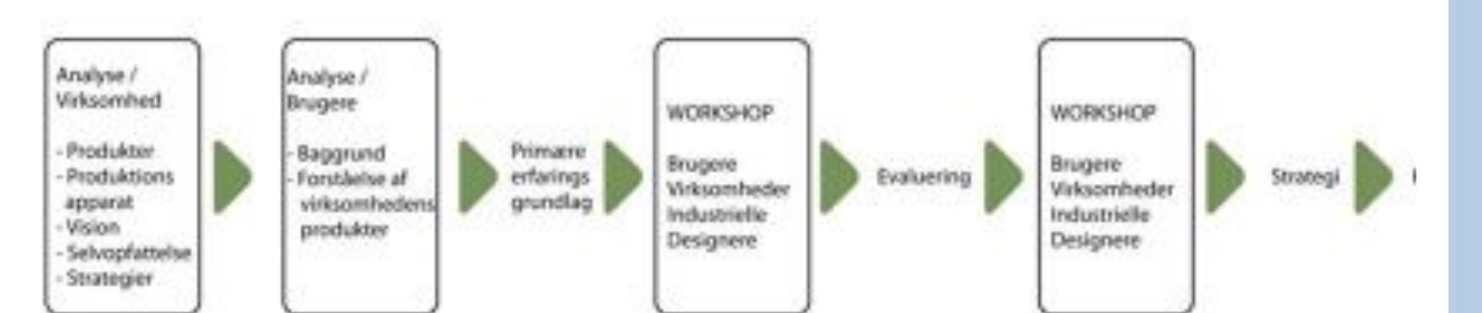 Analyse /
Virksomhed
- Produkter
- Produktions
apparat
- Vision
- Selvopfattelse
- Strategier
Analyse /
Brugere
- Baggrund
- Forståelse af
virksomhedens
produkter
Primære
erfarings
grundlag
WORKSHOP
Brugere
Virksomheder
Industrielle
Designere
Evaluering
WORKSHOP
Brugere
Virksomheder
Industrielle
Designere
Strategi